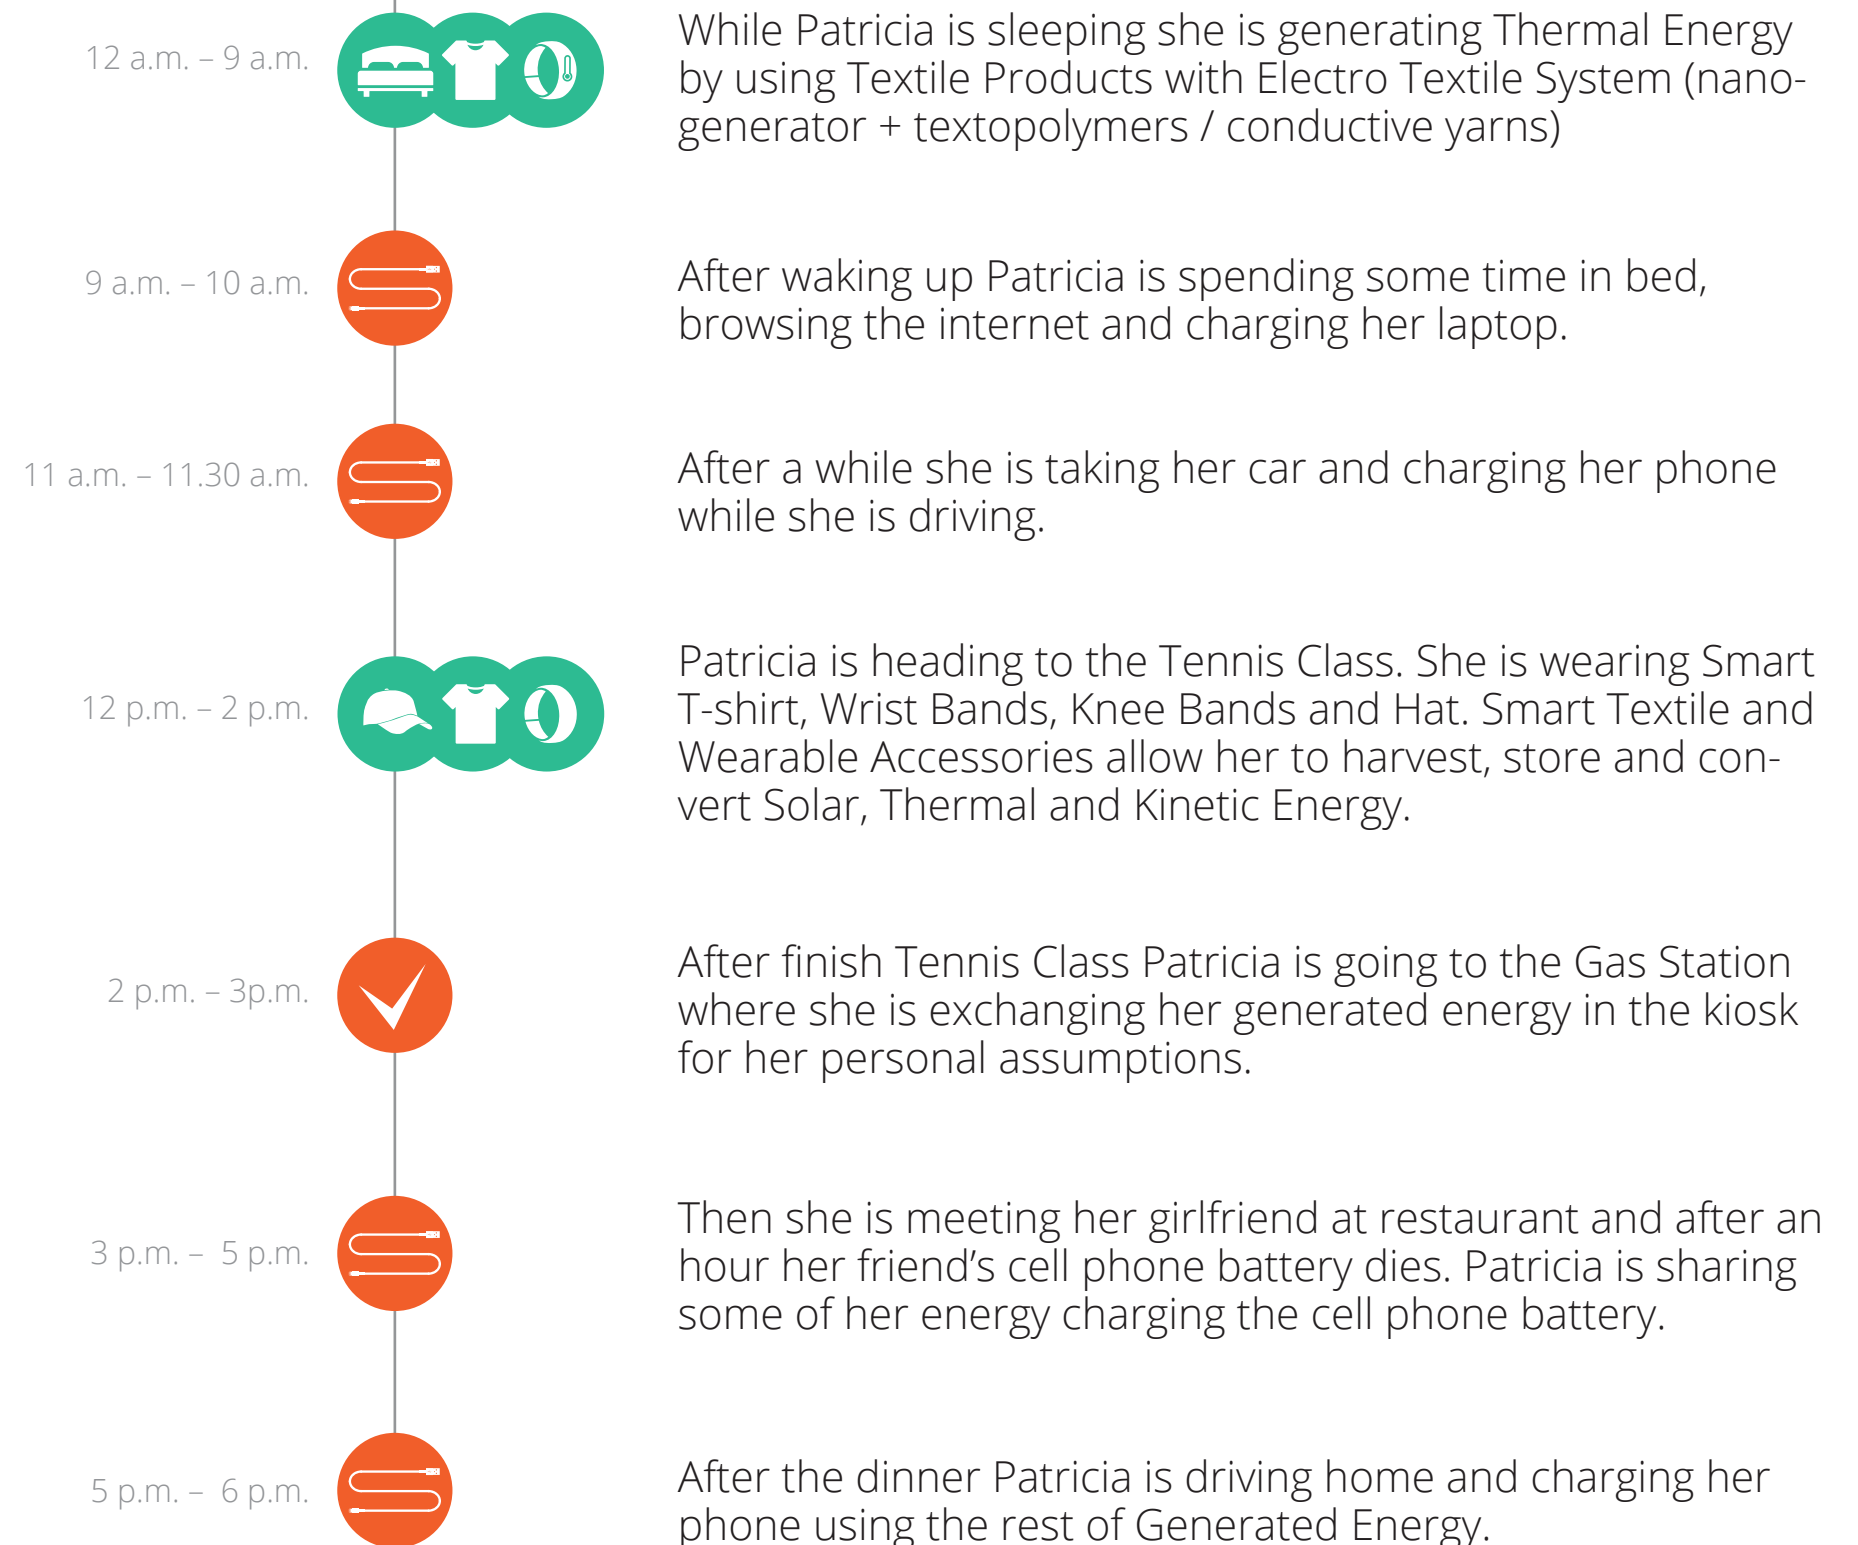 12 a.m. – 9 a.m.
While Patricia is sleeping she is generating Thermal Energy
by using Textile Products with Electro Textile System (nano-
generator + textopolymers / conductive yarns)
9 a.m. – 10 a.m.
After waking up Patricia is spending some time in bed,
browsing the internet and charging her laptop.
11 a.m. – 11.30 a.m.
After a while she is taking her car and charging her phone
while she is driving.
12 p.m. – 2 p.m.
Patricia is heading to the Tennis Class. She is wearing Smart
T-shirt, Wrist Bands, Knee Bands and Hat. Smart Textile and
Wearable Accessories allow her to harvest, store and con-
vert Solar, Thermal and Kinetic Energy.
2 p.m. – 3p.m.
After finish Tennis Class Patricia is going to the Gas Station
where she is exchanging her generated energy in the kiosk
for her personal assumptions.
3 p.m. –  5 p.m.
Then she is meeting her girlfriend at restaurant and after an
hour her friend’s cell phone battery dies. Patricia is sharing
some of her energy charging the cell phone battery.
5 p.m. –  6 p.m.
After the dinner Patricia is driving home and charging her
phone using the rest of Generated Energy.